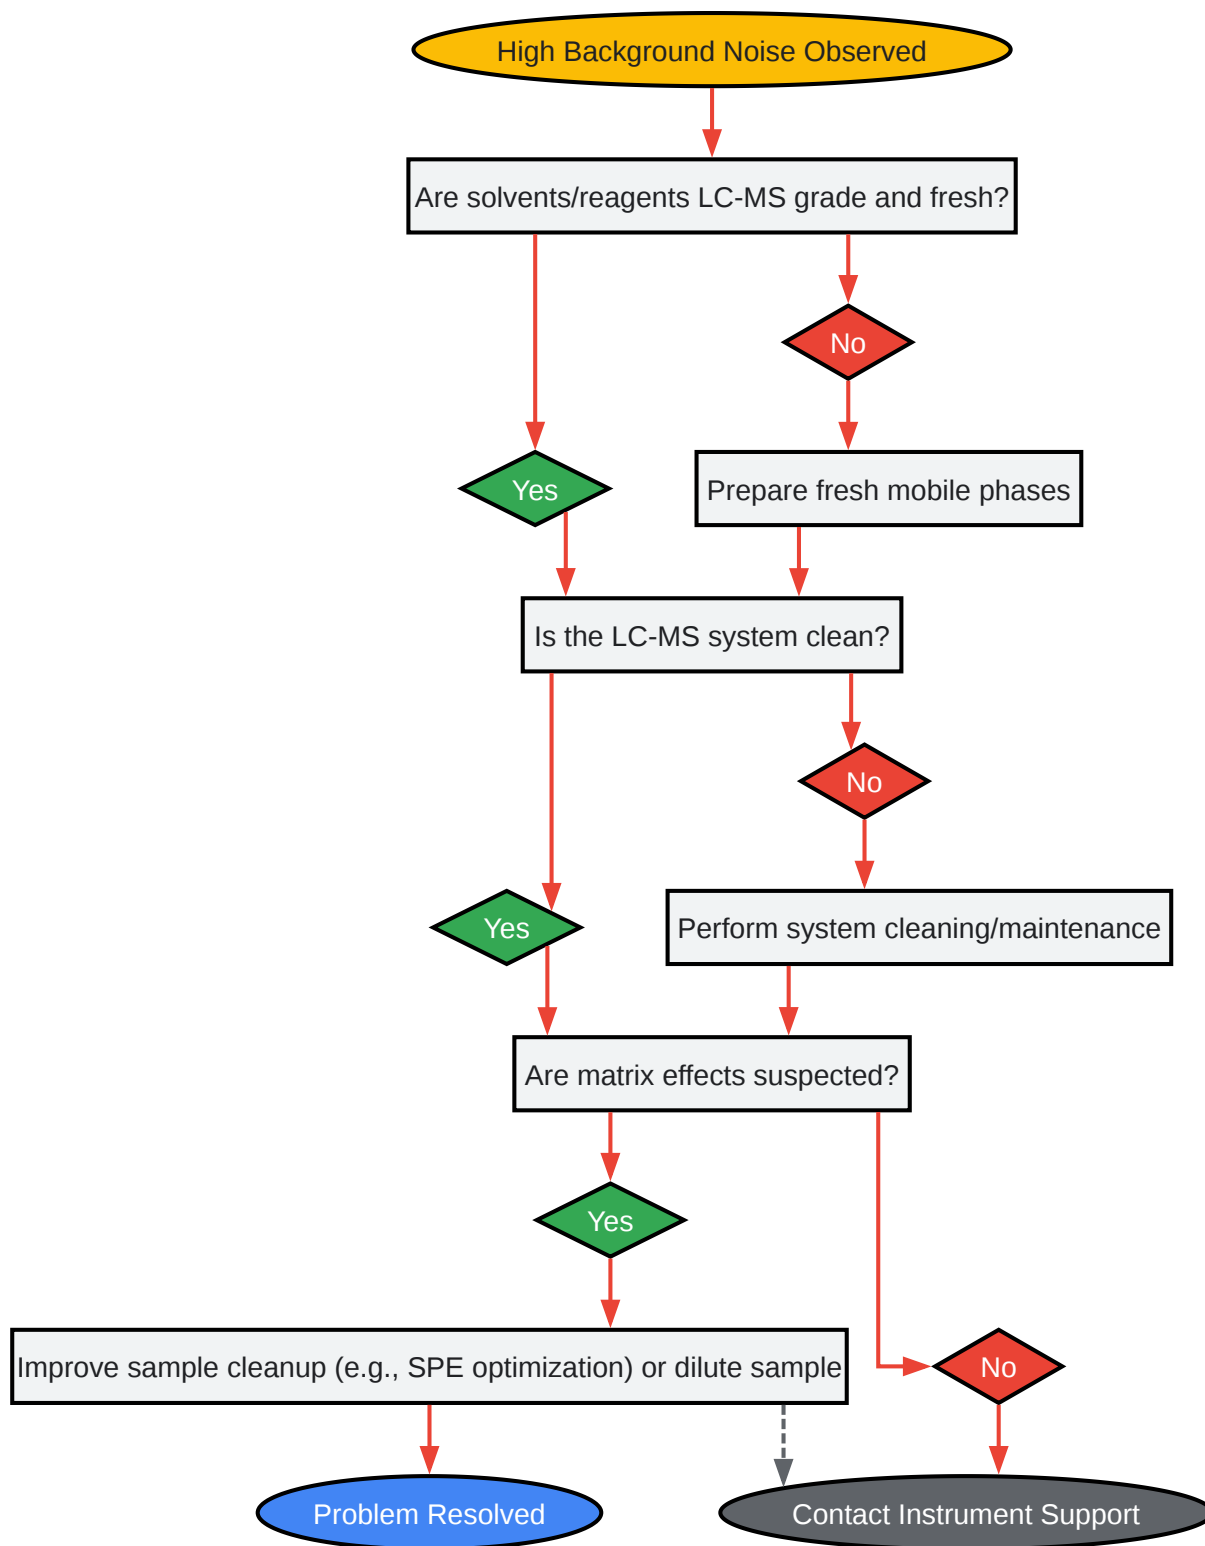 High Background Noise Observed
Are solvents/reagents LC-MS grade and fresh?
No
Yes
Prepare fresh mobile phases
Is the LC-MS system clean?
No
Yes
Perform system cleaning/maintenance
Are matrix effects suspected?
Yes
Improve sample cleanup (e.g., SPE optimization) or dilute sample
No
Problem Resolved
Contact Instrument Support